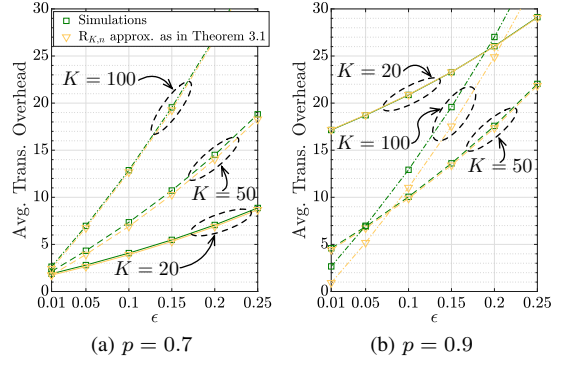 Simulations
R_{K,n} approx. as in Theorem 3.1
Avg. Trans. Overhead
30
25
20
15
10
5
0
K = 100
K = 50
K = 20
0.01 0.05 0.1 0.15 0.2 0.25
ϵ
(a) p = 0.7
Avg. Trans. Overhead
30
25
20
15
10
5
0
K = 20
K = 100
K = 50
0.01 0.05 0.1 0.15 0.2 0.25
ϵ
(b) p = 0.9